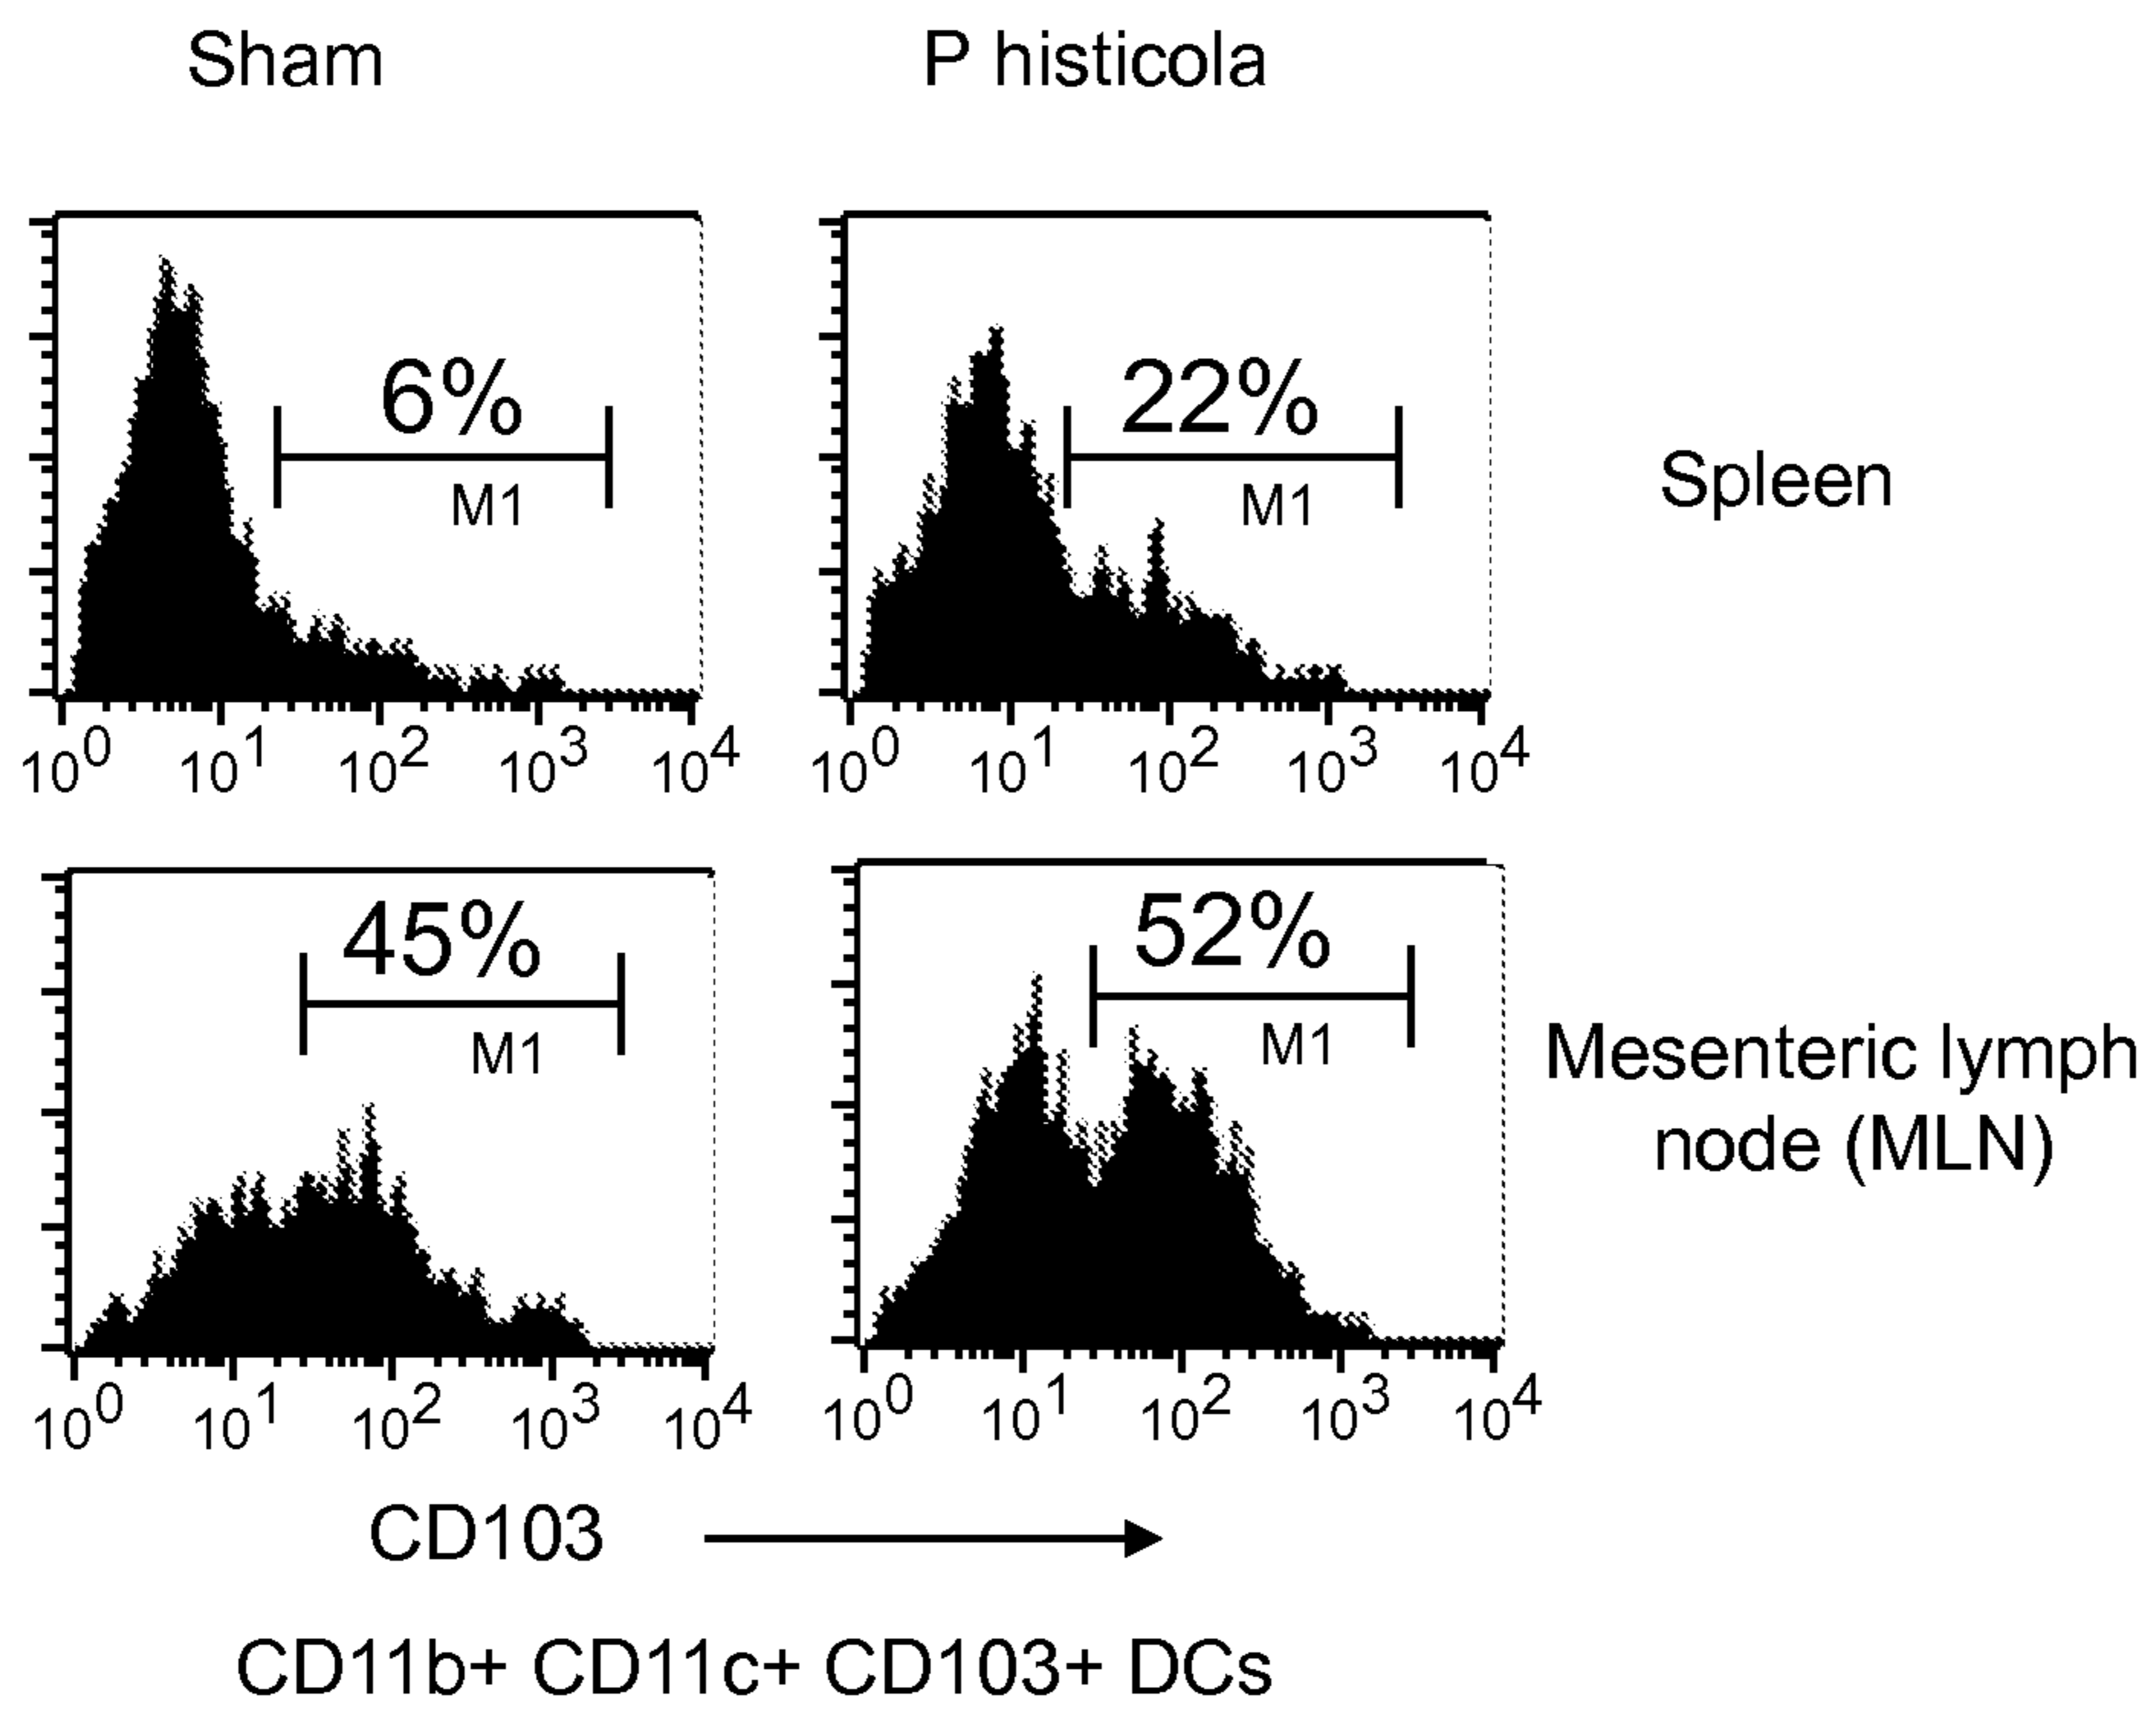 Sham P histicola
6% 22%
M1 M1
Spleen
10^0 10^1 10^2 10^3 10^4 10^0 10^1 10^2 10^3 10^4
45% 52%
M1 M1
Mesenteric lymph
node (MLN)
10^0 10^1 10^2 10^3 10^4 10^0 10^1 10^2 10^3 10^4
CD103
CD11b+ CD11c+ CD103+ DCs